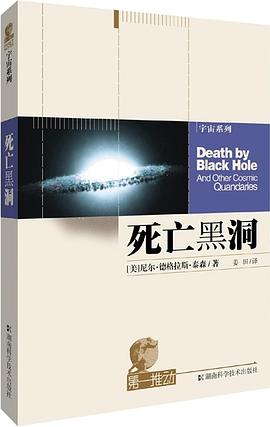 宇宙系列
死亡黑洞
湖南科学技术出版社
宇宙系列
Death by
Black Hole
And Other Cosmic
Quandaries
死亡黑洞
[美]尼尔·德格拉斯·泰森/著
姜田/译
第一推动
湖南科学技术出版社